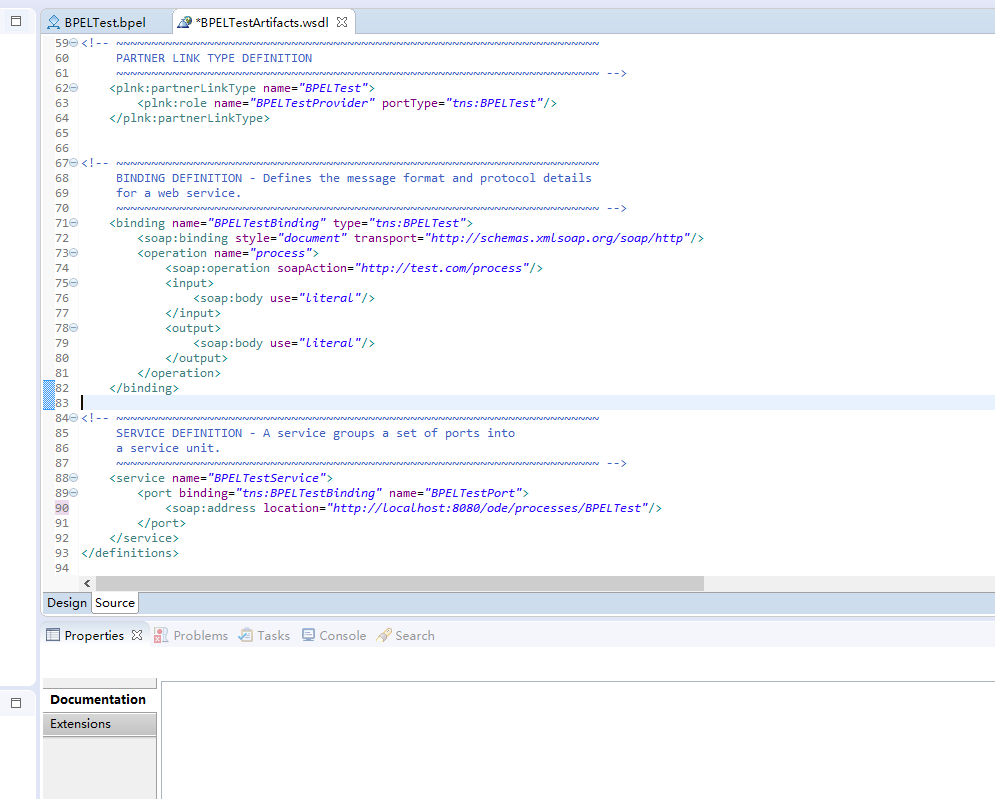 BPELTest.bpel
*BPELTestArtifacts.wsdl
59 <!-- ~~~~~~~~~~~~~~~~~~~~~~~~~~~~~~~~~~~~~~~~~~~~~~~~~~~~~~~~~~~~~~~~~~~~~
60 PARTNER LINK TYPE DEFINITION
61 ~~~~~~~~~~~~~~~~~~~~~~~~~~~~~~~~~~~~~~~~~~~~~~~~~~~~~~~~~~~~~~~~~~~~~ -->
62 <plnk:partnerLinkType name="BPELTest">
63 <plnk:role name="BPELTestProvider" portType="tns:BPELTest"/>
64 </plnk:partnerLinkType>
65
66
67 <!-- ~~~~~~~~~~~~~~~~~~~~~~~~~~~~~~~~~~~~~~~~~~~~~~~~~~~~~~~~~~~~~~~~~~~~~
68 BINDING DEFINITION - Defines the message format and protocol details
69 for a web service.
70 ~~~~~~~~~~~~~~~~~~~~~~~~~~~~~~~~~~~~~~~~~~~~~~~~~~~~~~~~~~~~~~~~~~~~~ -->
71 <binding name="BPELTestBinding" type="tns:BPELTest">
72 <soap:binding style="document" transport="http://schemas.xmlsoap.org/soap/http"/>
73 <operation name="process">
74 <soap:operation soapAction="http://test.com/process"/>
75 <input>
76 <soap:body use="literal"/>
77 </input>
78 <output>
79 <soap:body use="literal"/>
80 </output>
81 </operation>
82 </binding>
83
84 <!-- ~~~~~~~~~~~~~~~~~~~~~~~~~~~~~~~~~~~~~~~~~~~~~~~~~~~~~~~~~~~~~~~~~~~~~
85 SERVICE DEFINITION - A service groups a set of ports into
86 a service unit.
87 ~~~~~~~~~~~~~~~~~~~~~~~~~~~~~~~~~~~~~~~~~~~~~~~~~~~~~~~~~~~~~~~~~~~~~ -->
88 <service name="BPELTestService">
89 <port binding="tns:BPELTestBinding" name="BPELTestPort">
90 <soap:address location="http://localhost:8080/ode/processes/BPELTest"/>
91 </port>
92 </service>
93 </definitions>
94
Design Source
Properties Problems Tasks Console Search
Documentation
Extensions